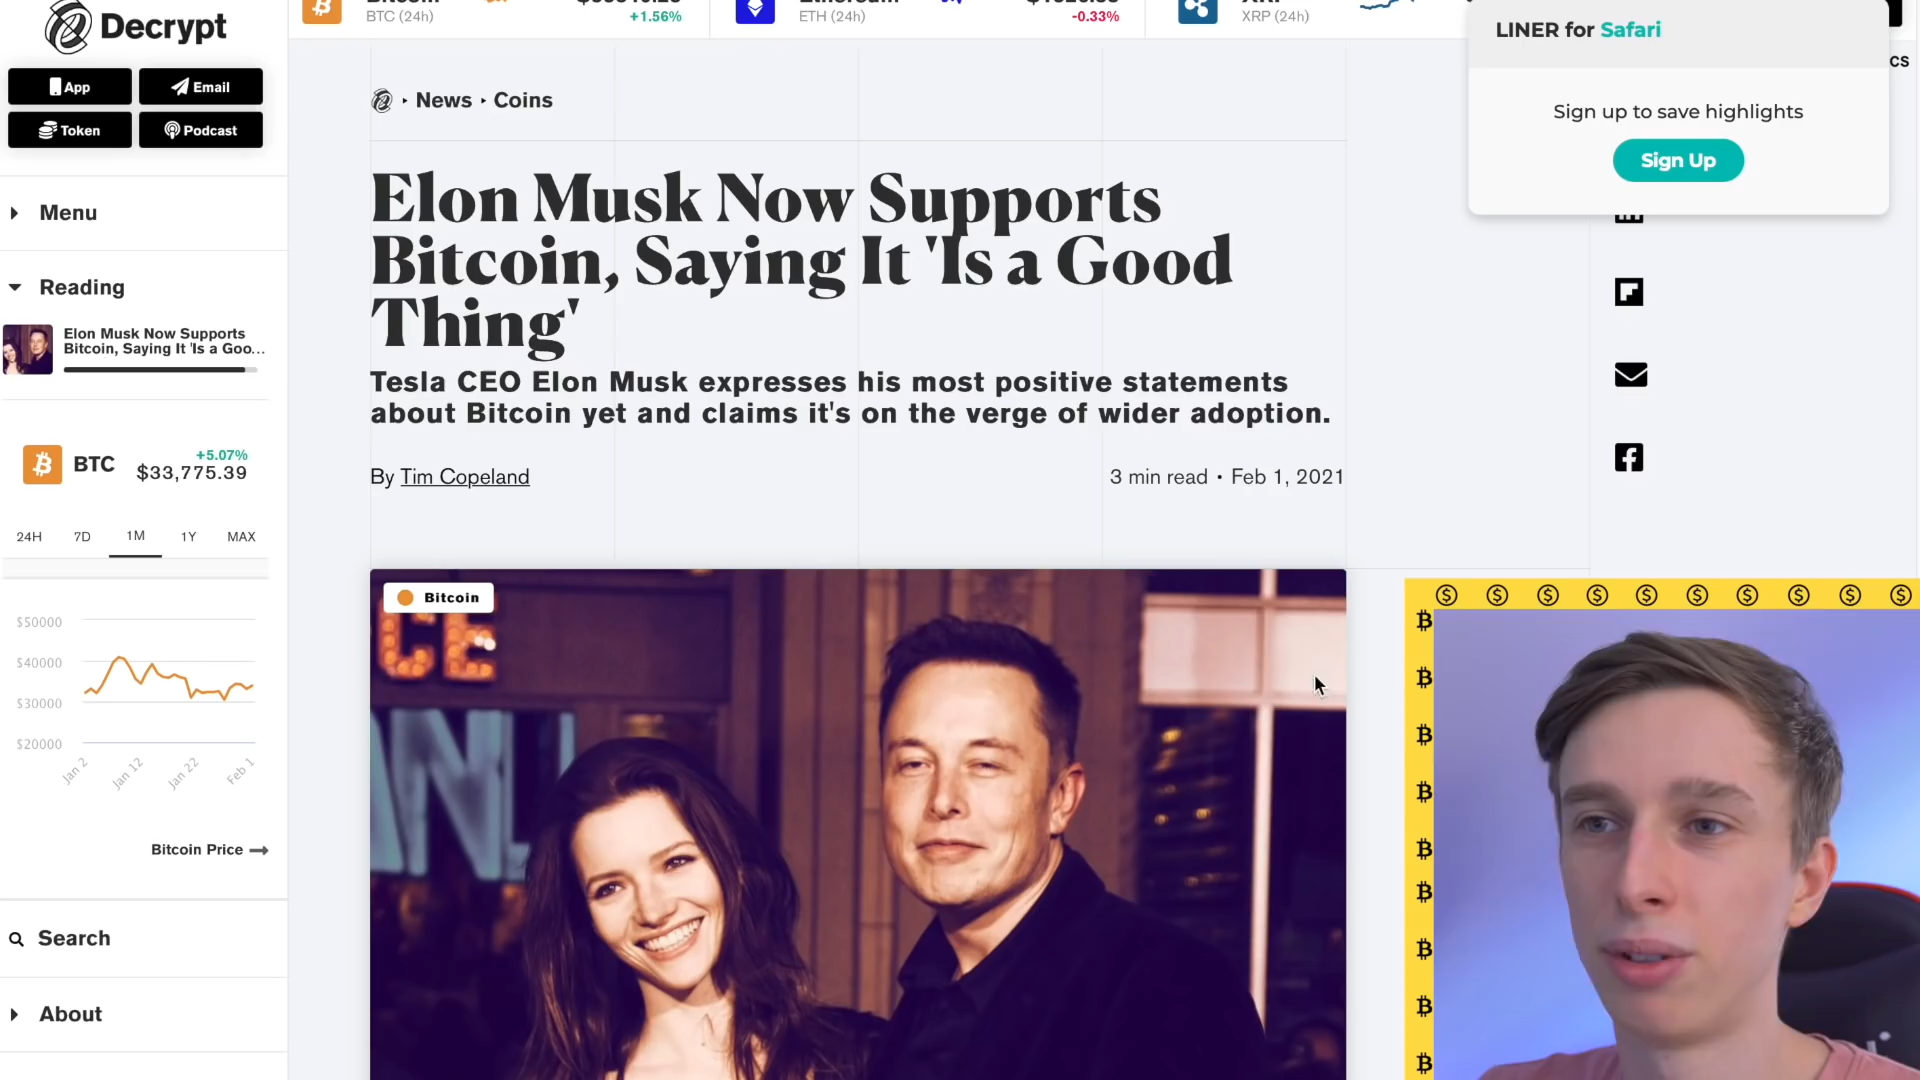 Decrypt
App
Email
Token
Podcast
Menu
Reading
Elon Musk Now Supports
Bitcoin, Saying It 'Is a Goo...
BTC
+5.07%
$33,775.39
24H 7D 1M 1Y MAX
$50000
$40000
$30000
$20000
Jan 2
Jan 12
Jan 22
Feb 1
Bitcoin Price
Search
About
BTC (24h)
+1.56%
ETH (24h)
-0.33%
XRP (24h)
News
Coins
Elon Musk Now Supports
Bitcoin, Saying It 'Is a Good
Thing'
Tesla CEO Elon Musk expresses his most positive statements
about Bitcoin yet and claims it's on the verge of wider adoption.
By Tim Copeland
3 min read • Feb 1, 2021
Bitcoin
CE
AN.
LINER for Safari
Sign up to save highlights
Sign Up
cs